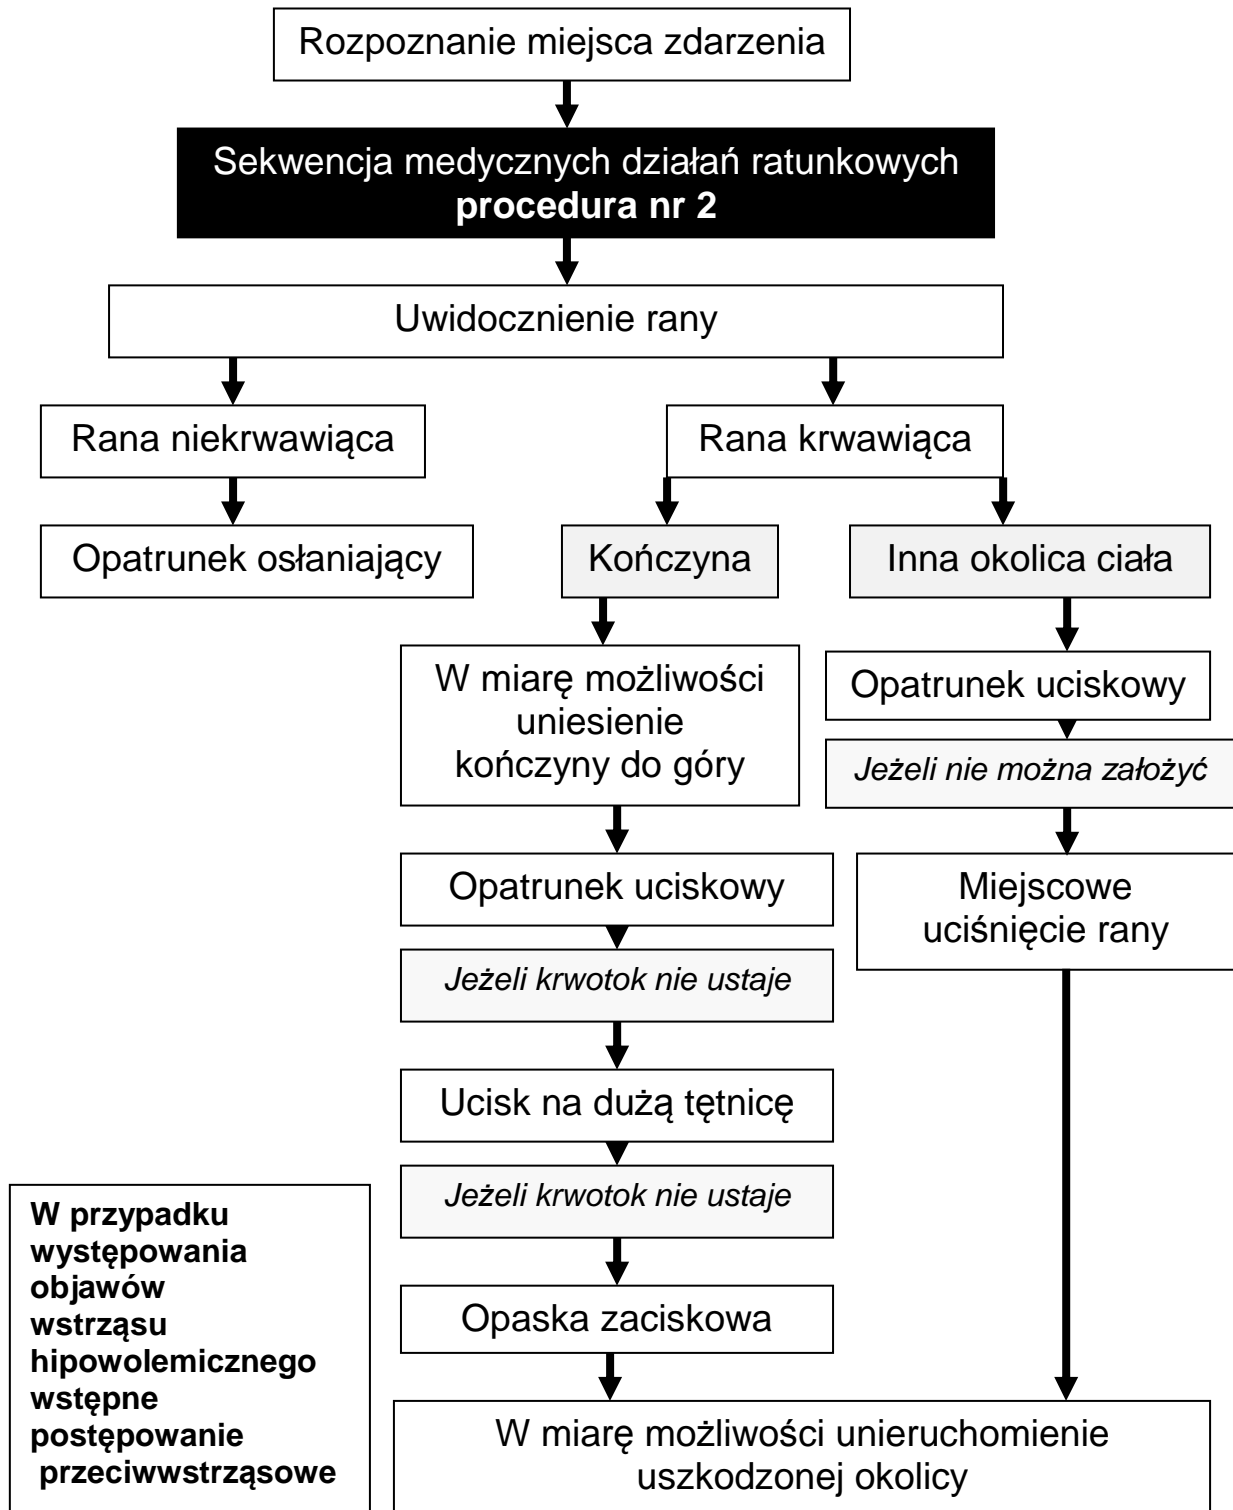 Rozpoznanie miejsca zdarzenia
Sekwencja medycznych działań ratunkowych
procedura nr 2
Uwidocznienie rany
Rana niekrwawiąca
Rana krwawiąca
Opatrunek osłaniający
Kończyna
Inna okolica ciała
W miarę możliwości
uniesienie
kończyny do góry
Opatrunek uciskowy
Jeżeli nie można założyć
Opatrunek uciskowy
Miejscowe
uciśnięcie rany
Jeżeli krwotok nie ustaje
Ucisk na dużą tętnicę
Jeżeli krwotok nie ustaje
Opaska zaciskowa
W przypadku
występowania
objawów
wstrząsu
hipowolemicznego
wstępne
postępowanie
przeciwwstrząsowe
W miarę możliwości unieruchomienie
uszkodzonej okolicy